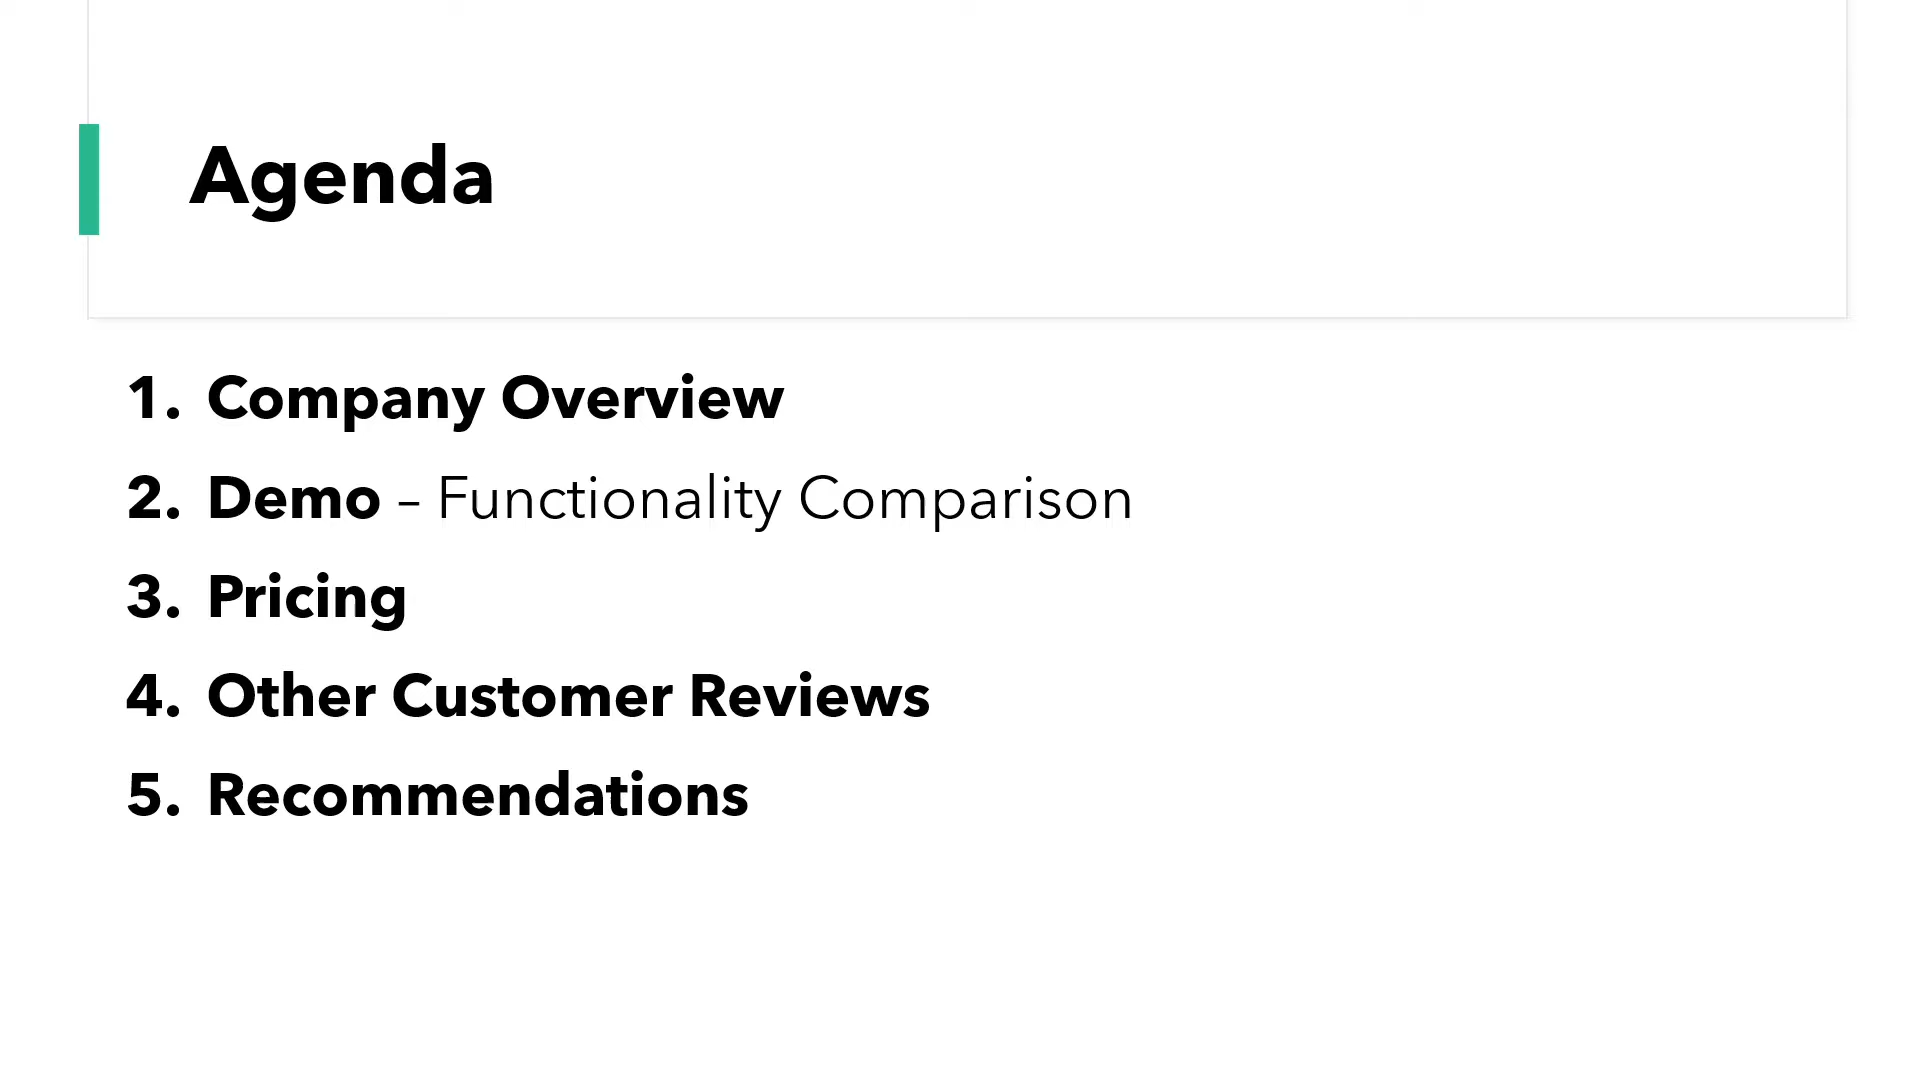 Agenda
1. Company Overview
2. Demo – Functionality Comparison
3. Pricing
4. Other Customer Reviews
5. Recommendations